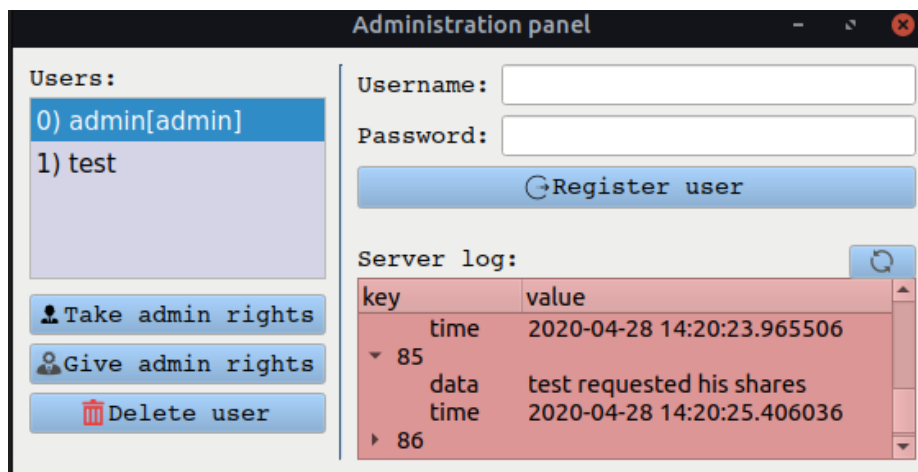 Administration panel
Users:
0) admin[admin]
1) test
Take admin rights
Give admin rights
Delete user
Username:
Password:
Register user
Server log:
key value
time 2020-04-28 14:20:23.965506
85
data test requested his shares
time 2020-04-28 14:20:25.406036
86